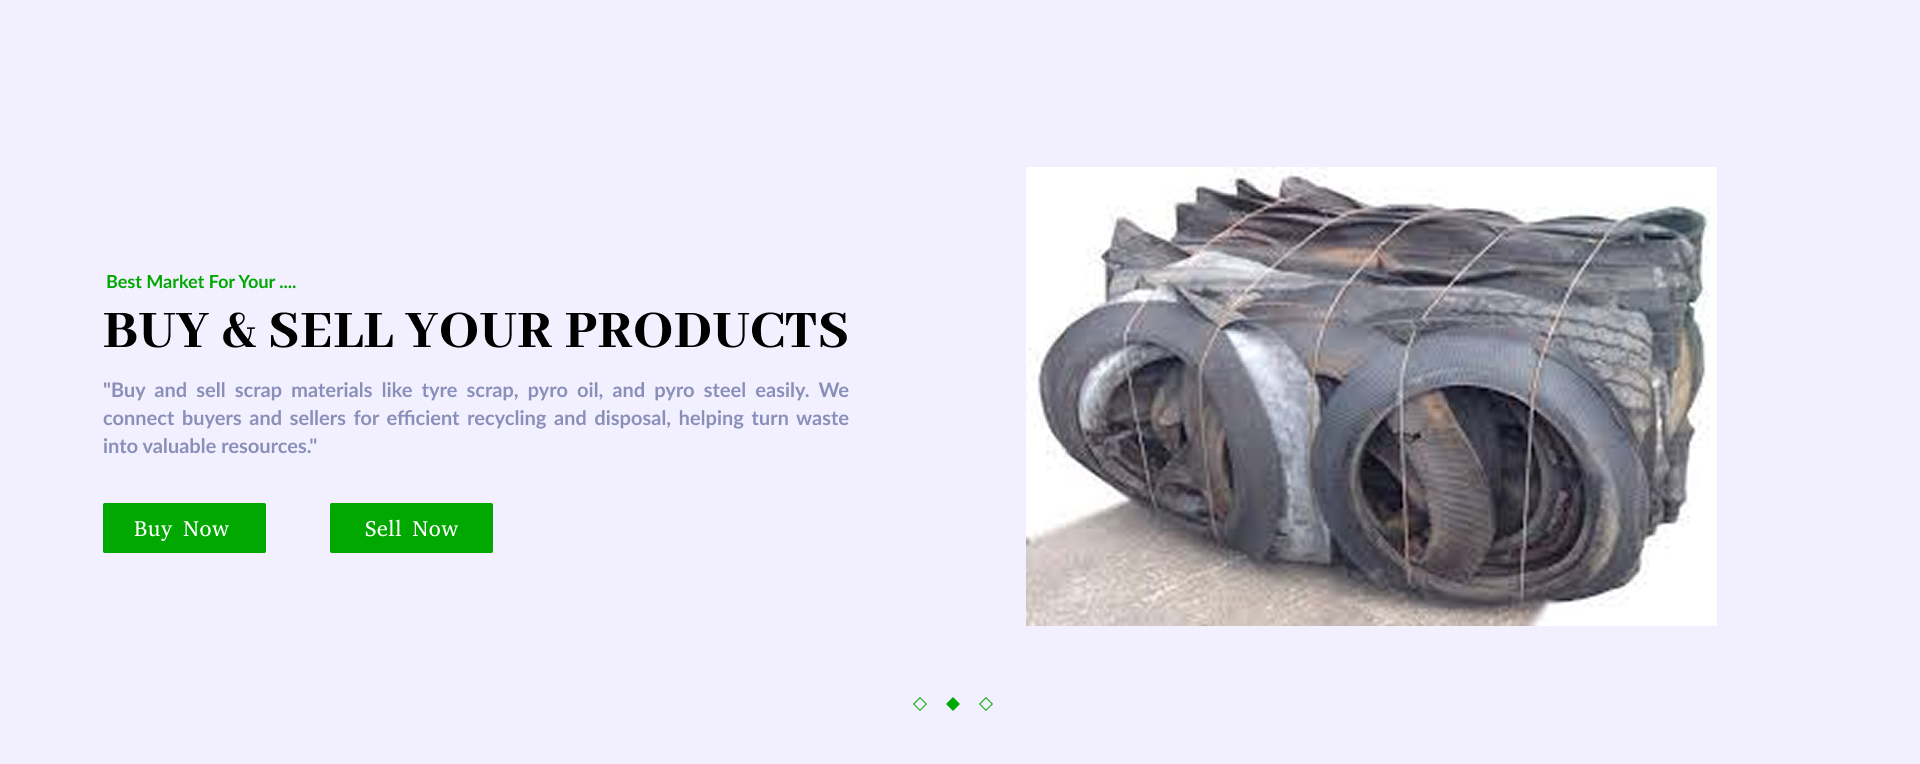 Best Market For Your ....
BUY & SELL YOUR PRODUCTS
"Buy and sell scrap materials like tyre scrap, pyro oil, and pyro steel easily. We
connect buyers and sellers for efficient recycling and disposal, helping turn waste
into valuable resources."
Buy Now
Sell Now